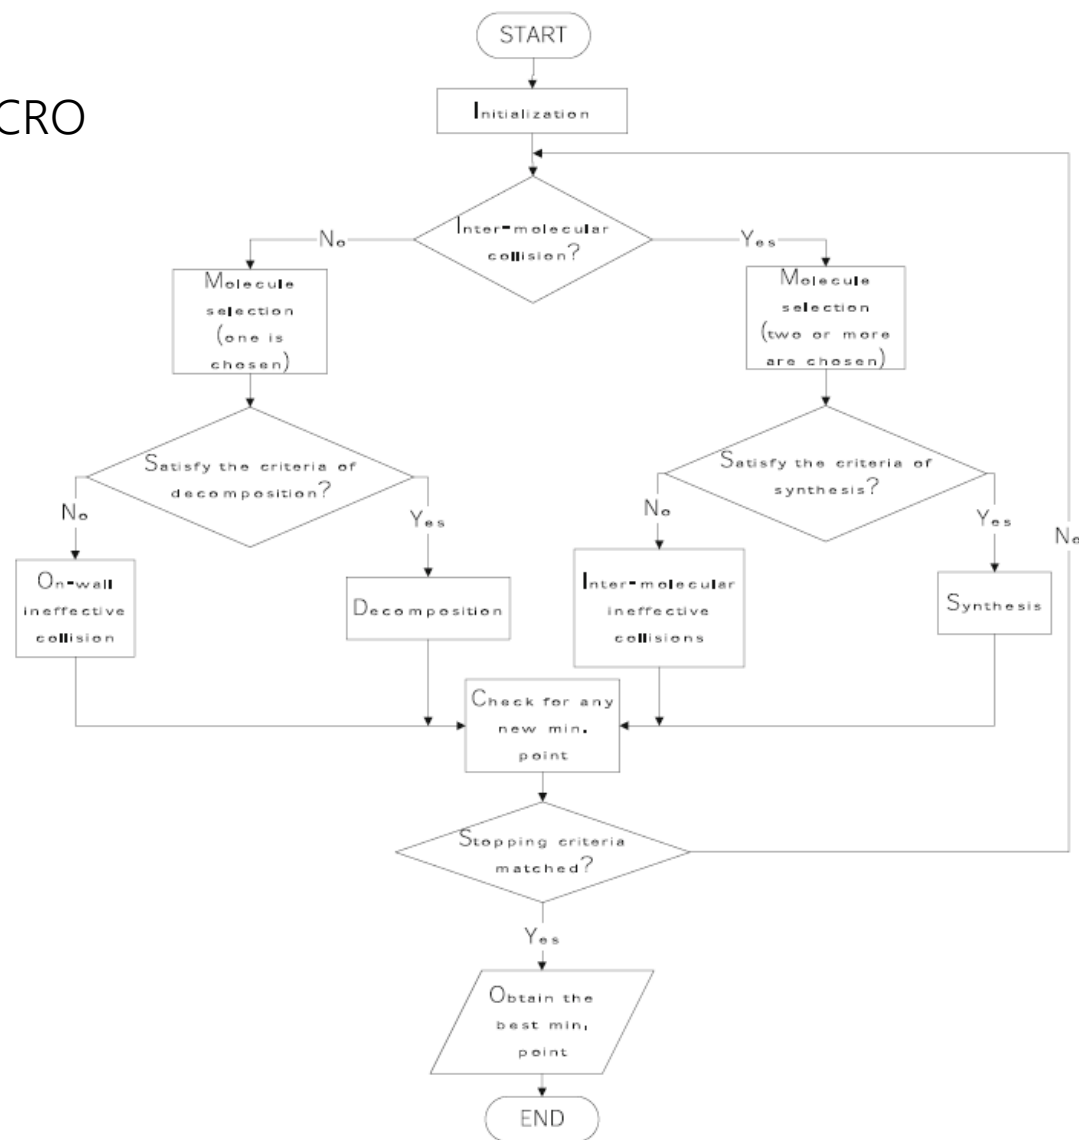 START
CRO
Initialization
Inter-molecular
collision?
No
Yes
Molecule
selection
(one is
chosen)
Molecule
selection
(two or more
are chosen)
Satisfy the criteria of
decomposition?
Satisfy the criteria of
synthesis?
No
Yes
No
Yes
No
On-wall
ineffective
collision
Decomposition
Inter-molecular
ineffective
collisions
Synthesis
Check for any
new min.
point
Stopping criteria
matched?
Yes
Obtain the
best min.
point
END